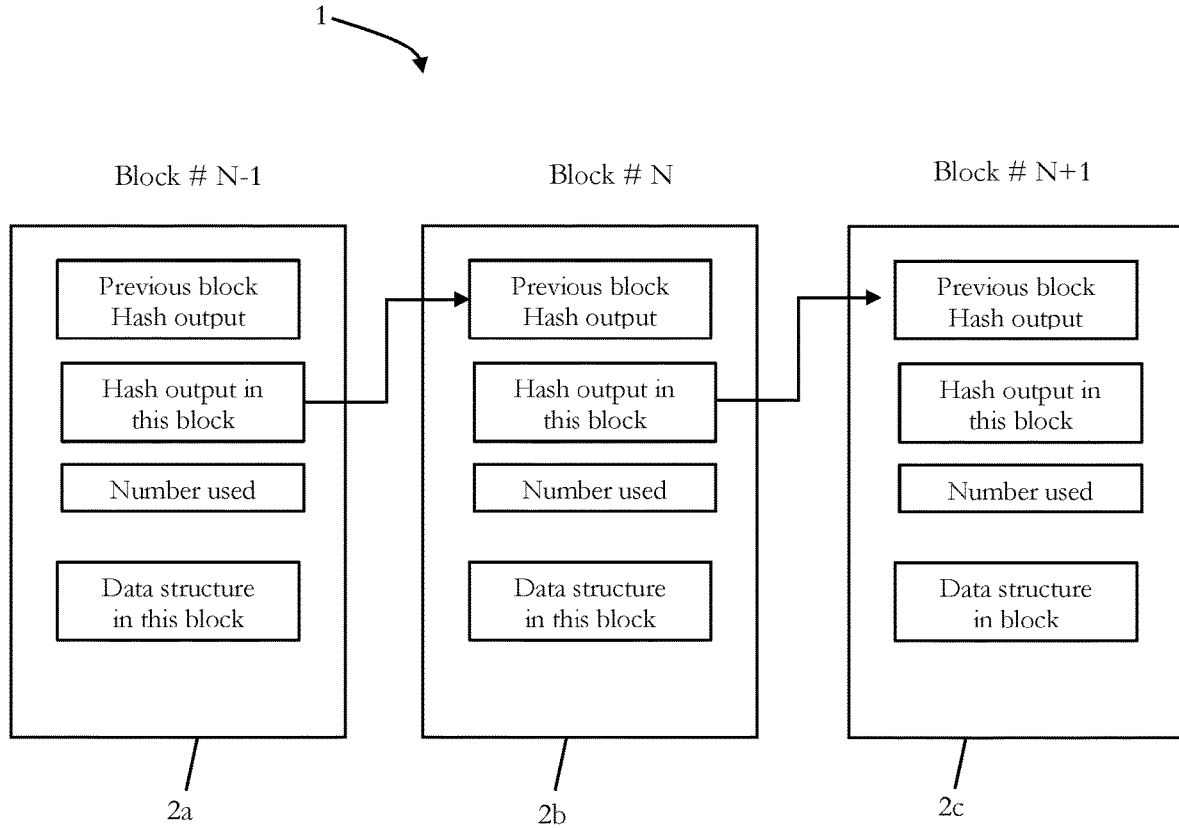 1
Block # N-1
Block # N
Block # N+1
Previous block
Hash output
Hash output in
this block
Number used
Data structure
in this block
Previous block
Hash output
Hash output in
this block
Number used
Data structure
in this block
Previous block
Hash output
Hash output in
this block
Number used
Data structure
in block
2a
2b
2c